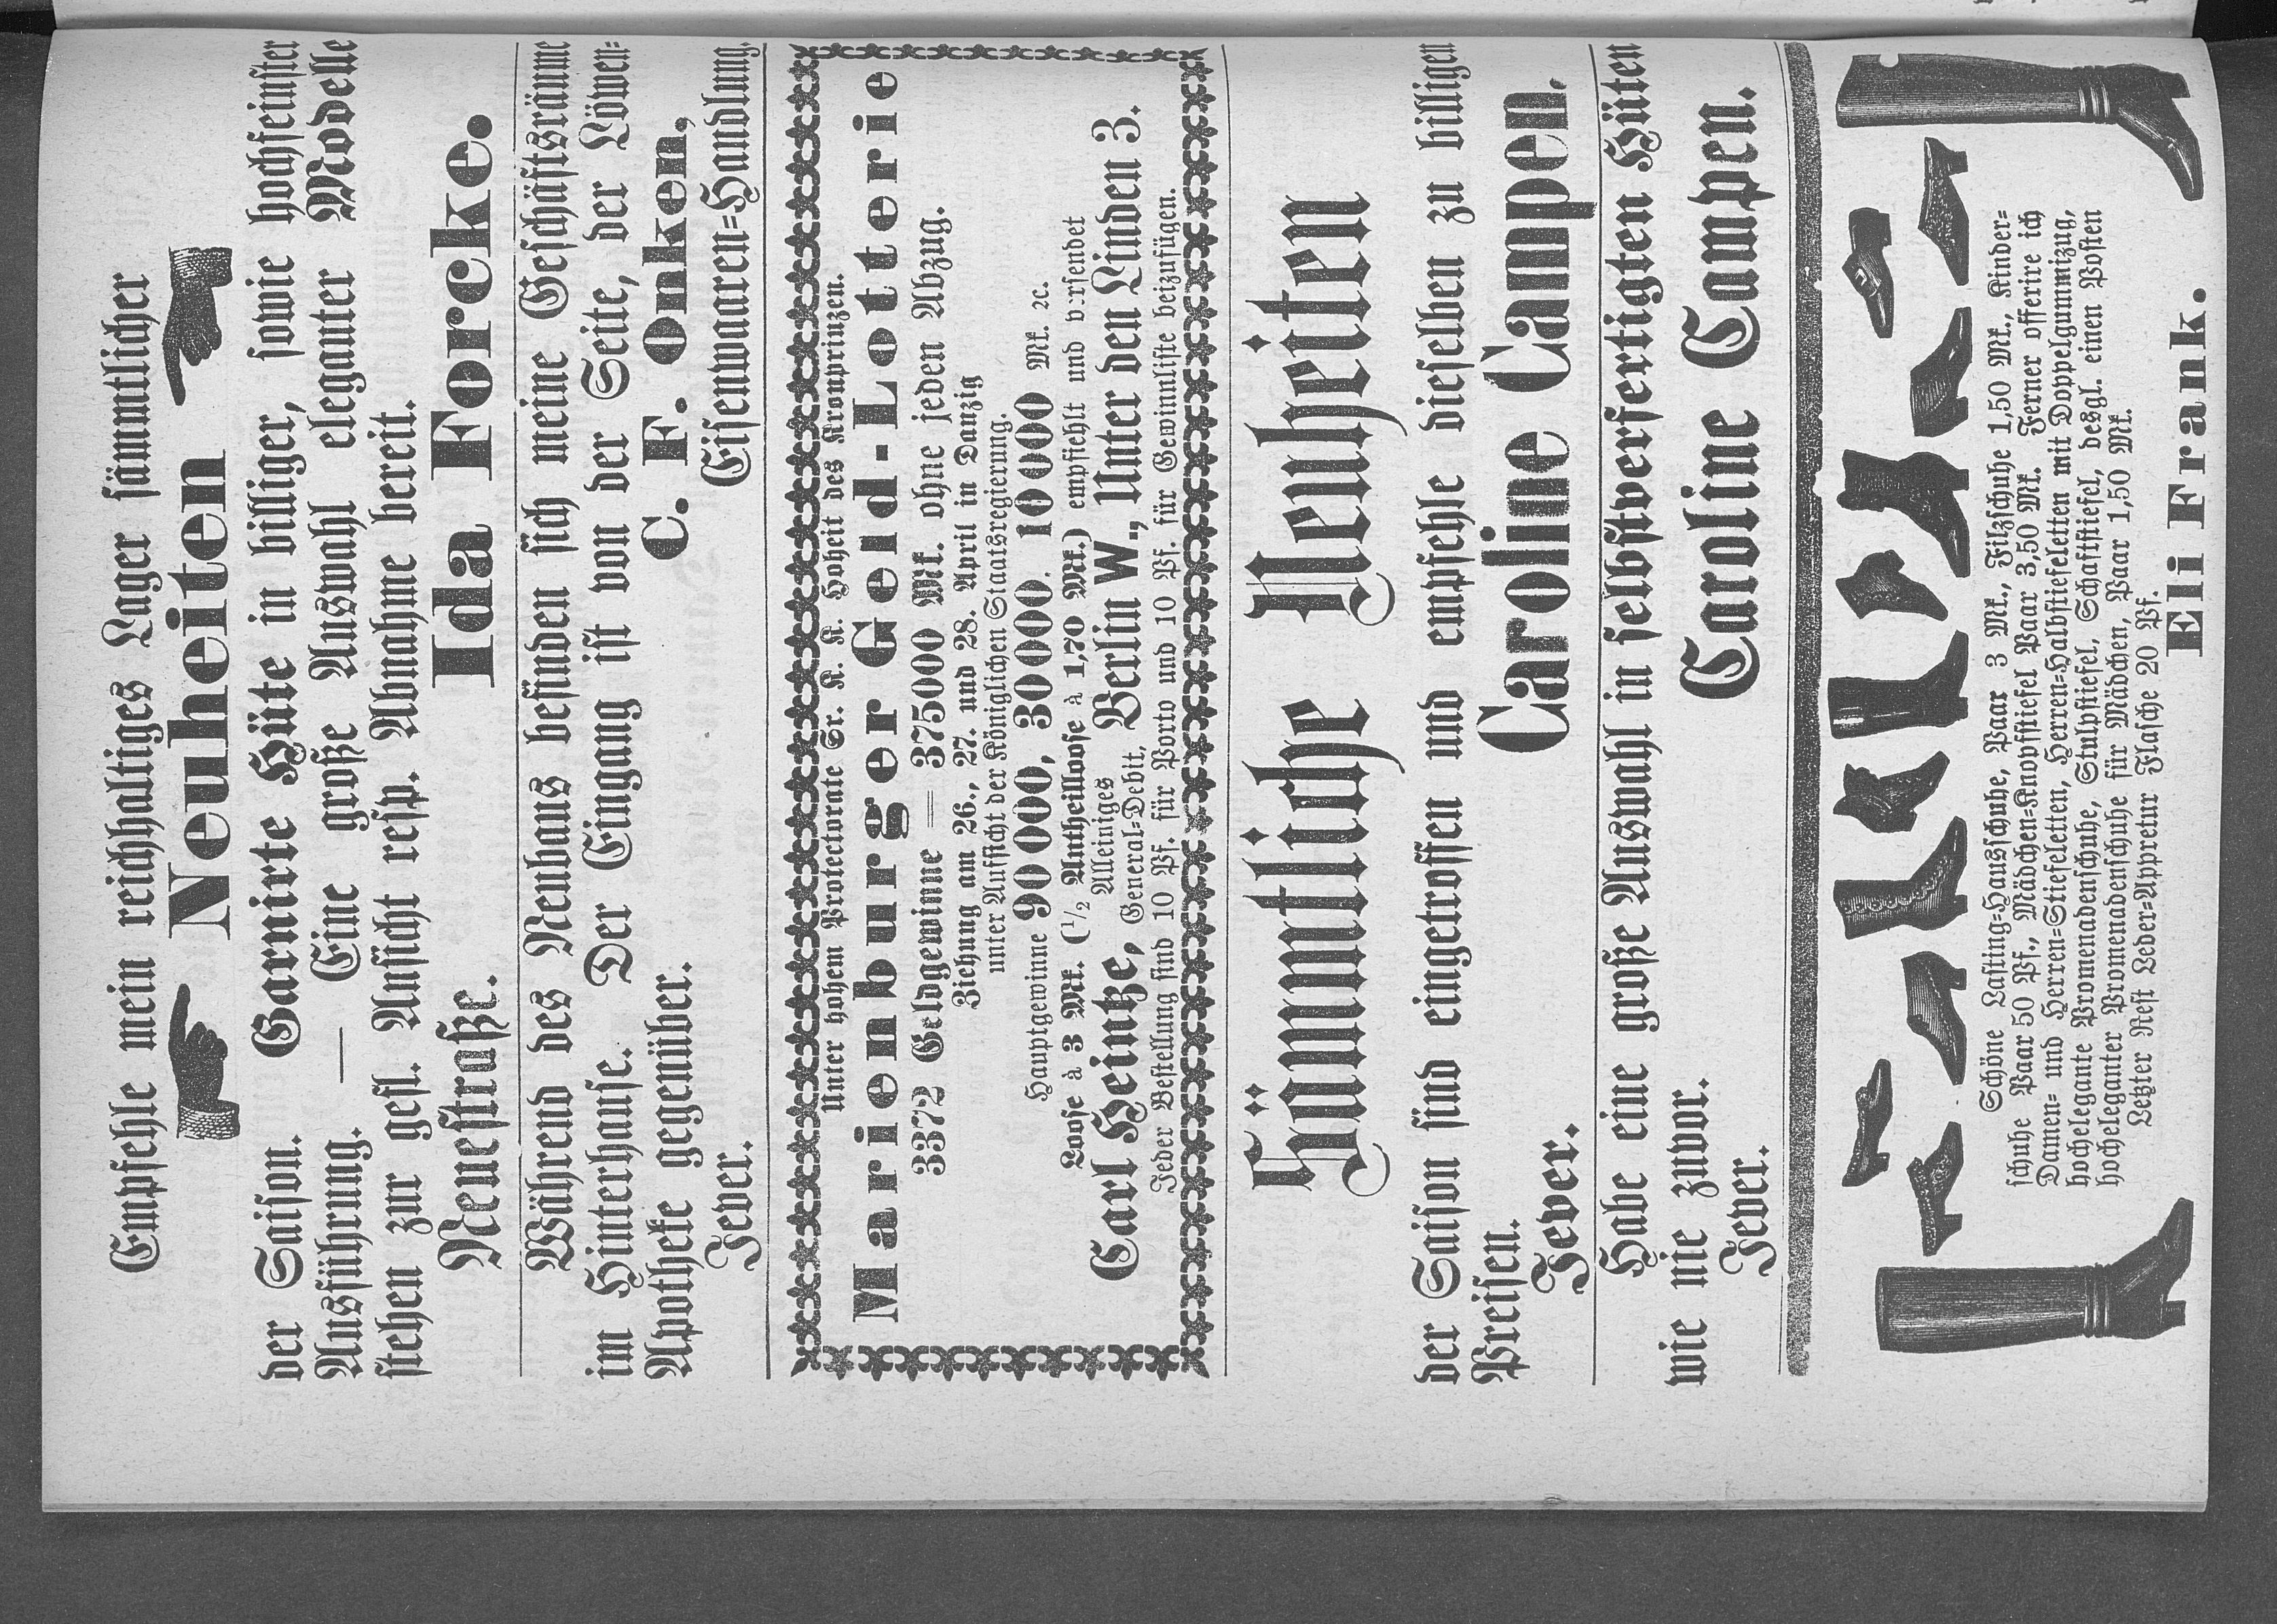 Empfehle mein reichhaltiges Lager sämmtlicher
Neuheiten
der Saison. Garnirte Hüte in billiger, sowie hochfeinster
Ausführung. — Eine große Auswahl eleganter Modelle
stehen zur gefl. Ansicht resp. Abnahme bereit.
Neuestraße. Ida Forcke.
Während des Neubaus befinden sich meine Geschäftsräume
im Hinterhause. Der Eingang ist von der Seite, der Löwen-
Apotheke gegenüber. C. F. Onken,
Jever. Eisenwaaren-Handlung.
Unter hohem Protectorate Sr. K. K. Hoheit des Kronprinzen.
Marienburger Geld-Lotterie
3372 Geldgewinne = 375000 Mk. ohne jeden Abzug.
Ziehung am 26., 27. und 28. April in Danzig
unter Aufsicht der Königlichen Staatsregierung.
Hauptgewinne 90 000, 30 000. 10 000 Mk. ꝛc.
Loose à 3 Mk. (1/2 Antheilloose à 1,70 Mk.) empfiehlt und versendet
Carl Heintze, Alleiniges General-Debit, Berlin W., Unter den Linden 3.
Jeder Bestellung sind 10 Pf. für Porto und 10 Pf. für Gewinnliste beizufügen.
Sämmtliche Neuheiten
der Saison sind eingetroffen und empfehle dieselben zu billigen
Preisen.
Jever. Caroline Campen.
Habe eine große Auswahl in selbstverfertigten Hüten
wie nie zuvor.
Jever. Caroline Campen.
Schöne Lasting-Hausschuhe, Paar 3 Mk., Filzschuhe 1,50 Mk., Kinder-
schuhe Paar 50 Pf., Mädchen-Knopfstiefel Paar 3,50 Mk. Ferner offerire ich
Damen- und Herren-Stiefeletten, Herren-Halbstiefeletten mit Doppelgummizug,
hochelegante Promenadenschuhe, Stulpstiefel, Schaftstiefel, desgl. einen Posten
hocheleganter Promenadenschuhe für Mädchen, Paar 1,50 Mk.
Letzter Rest Leder-Appretur Flasche 20 Pf.
Eli Frank.